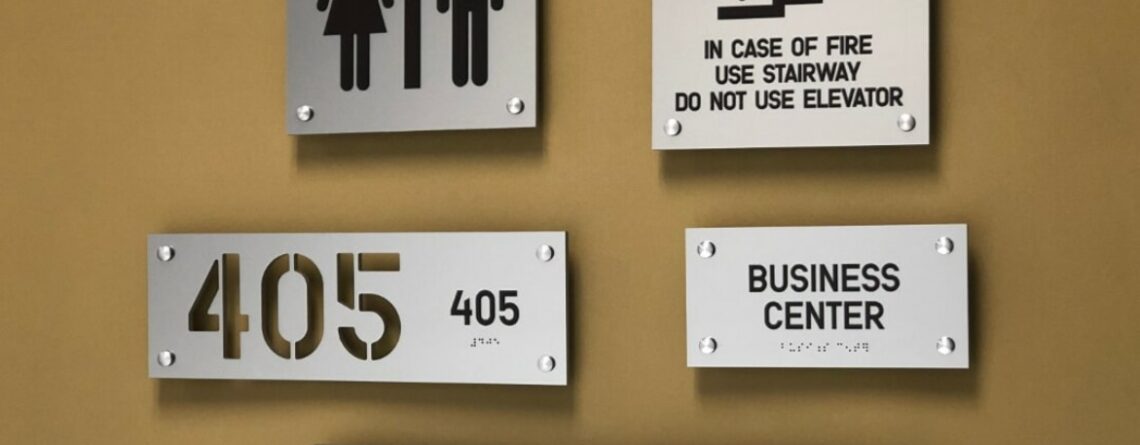 IN CASE OF FIRE
USE STAIRWAY
DO NOT USE ELEVATOR
405
405
BUSINESS
CENTER